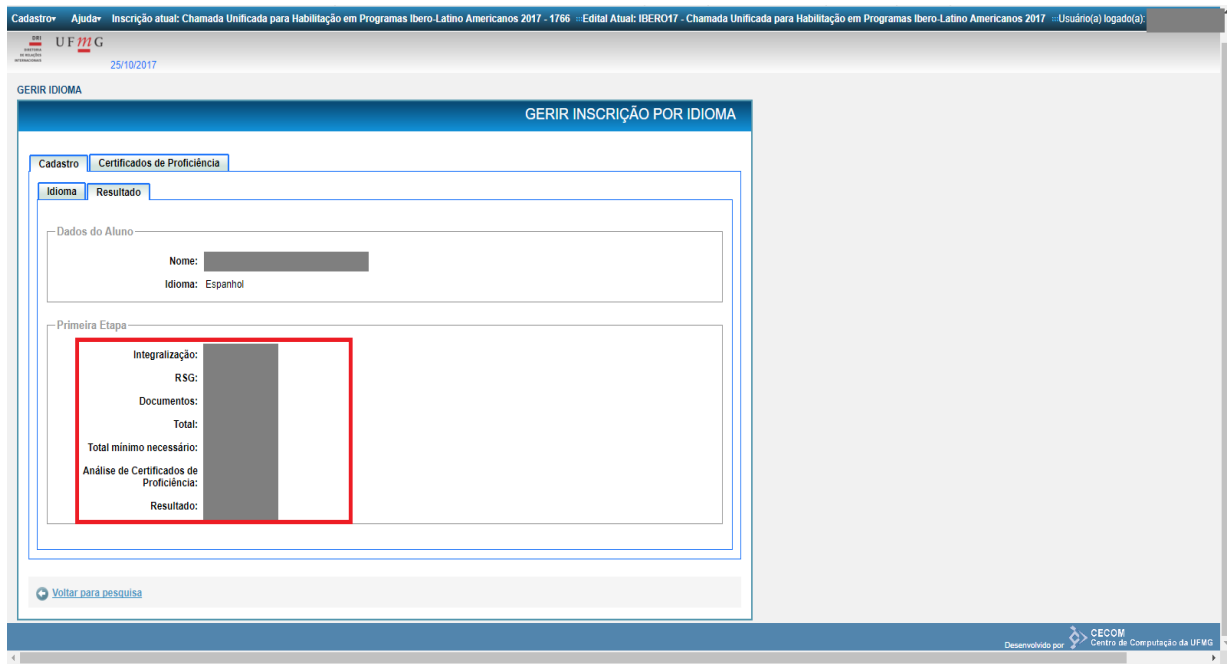 Cadastro Ajuda Inscrição atual: Chamada Unificada para Habilitação em Programas Ibero-Latino Americanos 2017 - 1766 :::Edital Atual: IBERO17 - Chamada Unificada para Habilitação em Programas Ibero-Latino Americanos 2017 :::Usuário(a) logado(a):
DRI
DIRETORIA
DE RELAÇÕES
INTERNACIONAIS
UFMG
25/10/2017
GERIR IDIOMA
GERIR INSCRIÇÃO POR IDIOMA
Cadastro Certificados de Proficiência
Idioma Resultado
Dados do Aluno
Nome:
Idioma: Espanhol
Primeira Etapa
Integralização:
RSG:
Documentos:
Total:
Total mínimo necessário:
Análise de Certificados de
Proficiência:
Resultado:
Voltar para pesquisa
Desenvolvido por CECOM
Centro de Computação da UFMG